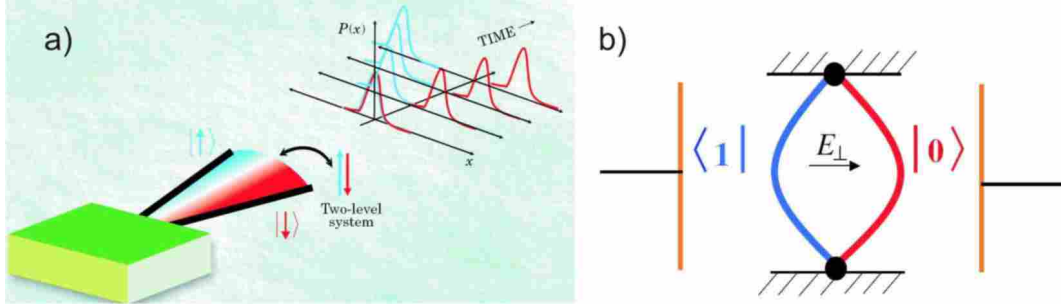 a)
P(x)
TIME
x
|↑⟩
|↓⟩
Two-level
system
b)
⟨1|
E⊥
|0⟩